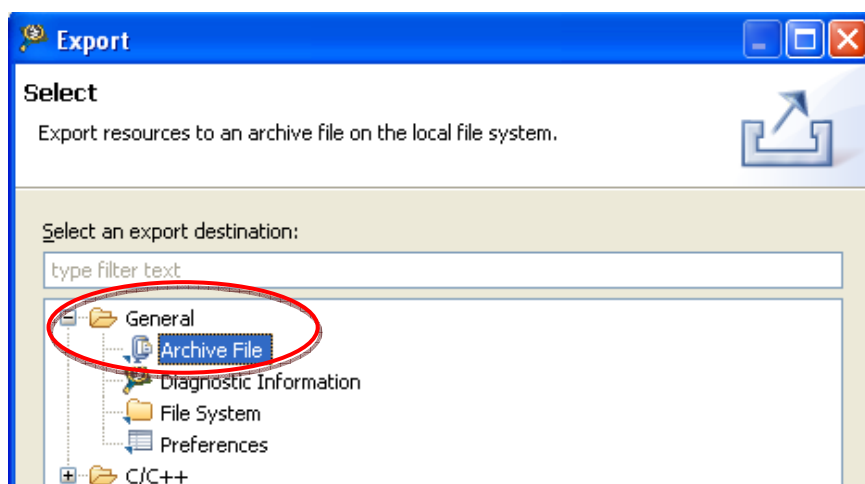 Export
Select
Export resources to an archive file on the local file system.
Select an export destination:
type filter text
General
Archive File
Diagnostic Information
File System
Preferences
C/C++